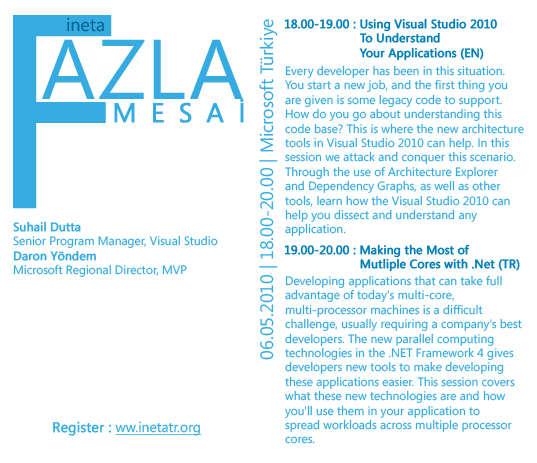 ineta
FAZLA
MESAİ
Suhail Dutta
Senior Program Manager, Visual Studio
Daron Yöndem
Microsoft Regional Director, MVP
Register : ww.inetatr.org
06.05.2010 | 18.00-20.00 | Microsoft Türkiye
18.00-19.00 : Using Visual Studio 2010
To Understand
Your Applications (EN)
Every developer has been in this situation.
You start a new job, and the first thing you
are given is some legacy code to support.
How do you go about understanding this
code base? This is where the new architecture
tools in Visual Studio 2010 can help. In this
session we attack and conquer this scenario.
Through the use of Architecture Explorer
and Dependency Graphs, as well as other
tools, learn how the Visual Studio 2010 can
help you dissect and understand any
application.
19.00-20.00 : Making the Most of
Mutliple Cores with .Net (TR)
Developing applications that can take full
advantage of today's multi-core,
multi-processor machines is a difficult
challenge, usually requiring a company's best
developers. The new parallel computing
technologies in the .NET Framework 4 gives
developers new tools to make developing
these applications easier. This session covers
what these new technologies are and how
you'll use them in your application to
spread workloads across multiple processor
cores.